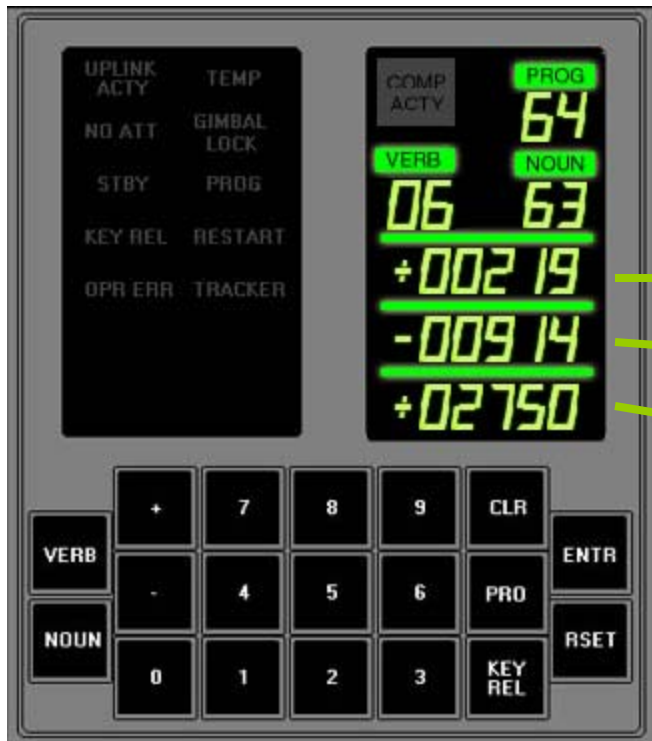 UPLINK ACTY TEMP
NO ATT GIMBAL LOCK
STBY PROG
KEY REL RESTART
OPR ERR TRACKER
COMP ACTY
PROG
64
VERB NOUN
06 63
+00219
-00914
+02750
+ 7 8 9 CLR
VERB ENTR
- 4 5 6 PRO
NOUN RSET
0 1 2 3 KEY REL